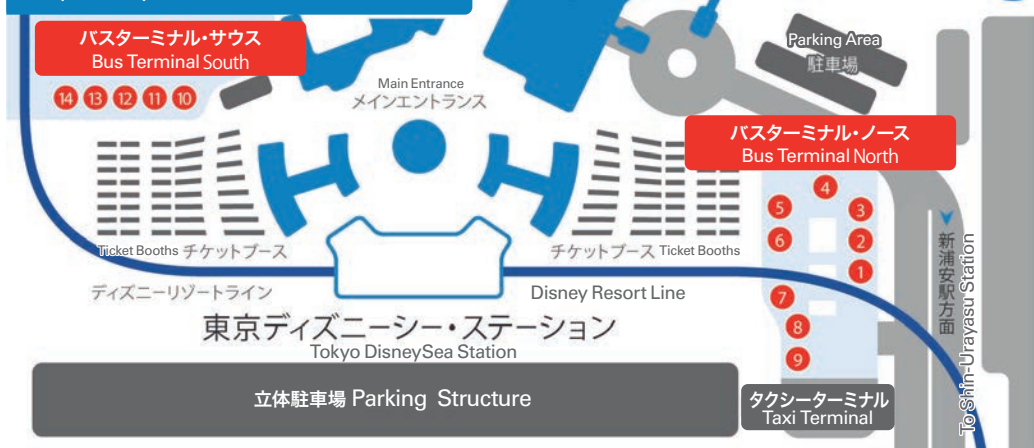 バスターミナル・サウス
Bus Terminal South
14 13 12 11 10
Main Entrance
メインエントランス
Parking Area
駐車場
バスターミナル・ノース
Bus Terminal North
4
5
3
6
2
1
7
8
9
Ticket Booths チケットブース
チケットブース Ticket Booths
ディズニーリゾートライン
Disney Resort Line
東京ディズニーシー・ステーション
Tokyo DisneySea Station
立体駐車場 Parking Structure
タクシーターミナル
Taxi Terminal
新浦安駅方面
To Shin-Urayasu Station